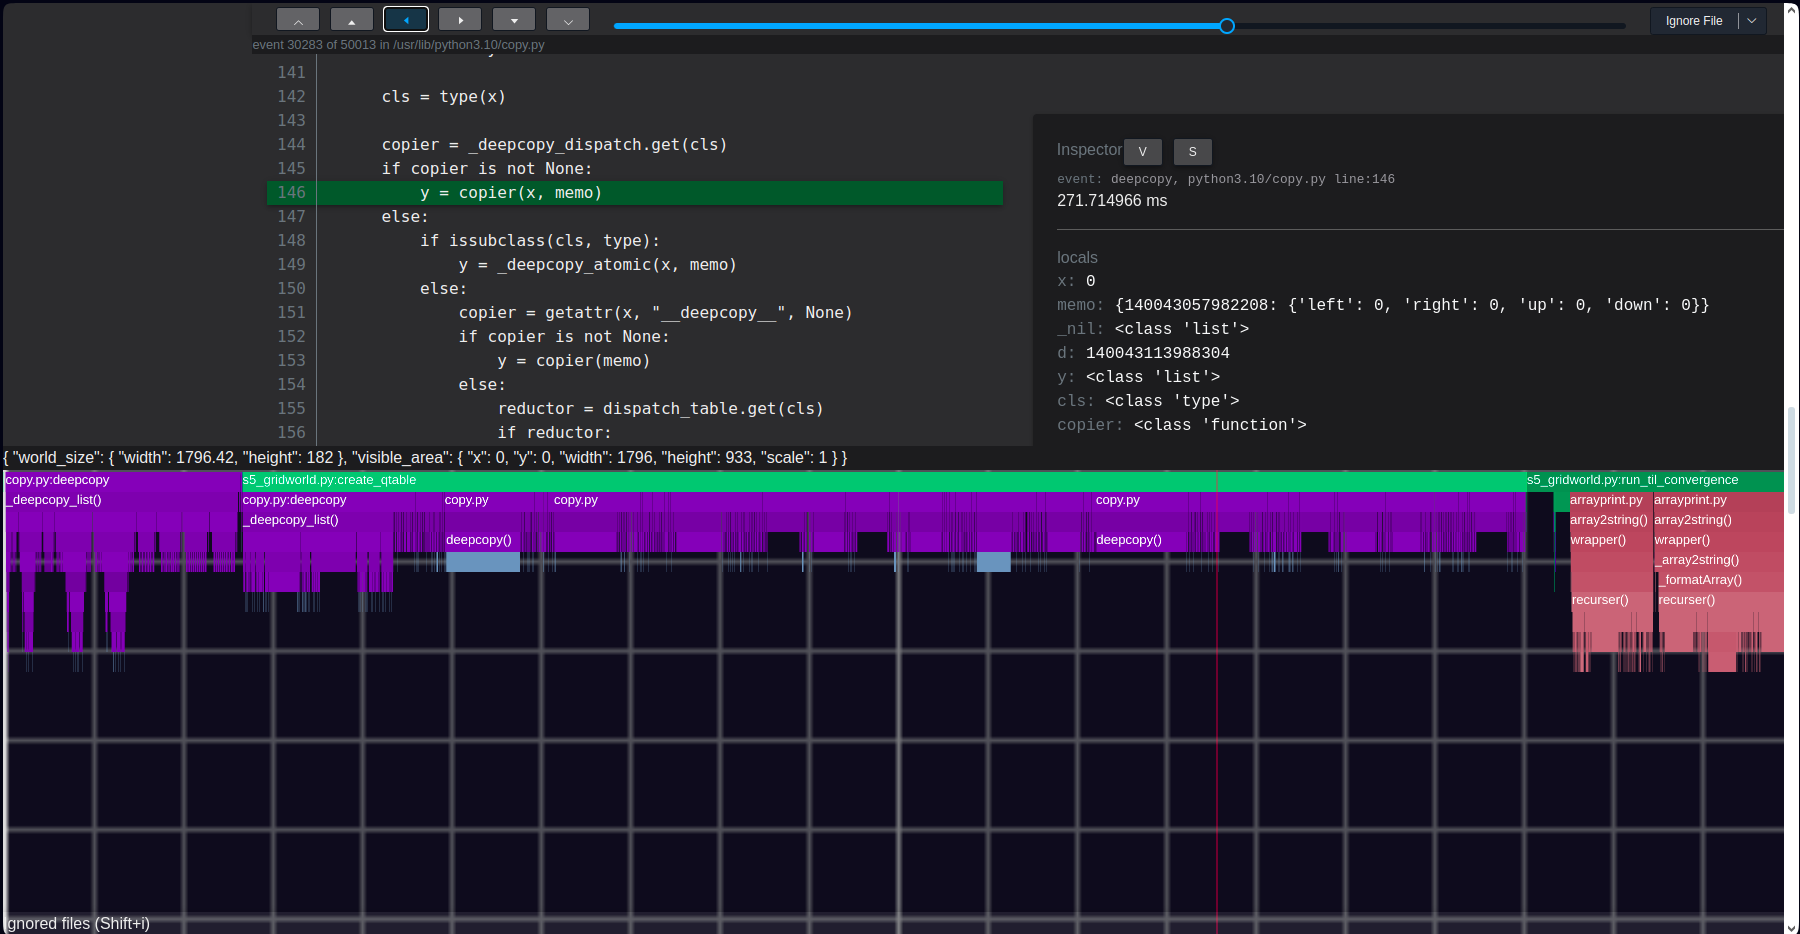 Ignore File
event 30283 of 50013 in /usr/lib/python3.10/copy.py
141
142 cls = type(x)
143
144 copier = _deepcopy_dispatch.get(cls)
145 if copier is not None:
146 y = copier(x, memo)
147 else:
148 if issubclass(cls, type):
149 y = _deepcopy_atomic(x, memo)
150 else:
151 copier = getattr(x, "__deepcopy__", None)
152 if copier is not None:
153 y = copier(memo)
154 else:
155 reductor = dispatch_table.get(cls)
156 if reductor:
Inspector V S
event: deepcopy, python3.10/copy.py line:146
271.714966 ms
locals
x: 0
memo: {140043057982208: {'left': 0, 'right': 0, 'up': 0, 'down': 0}}
_nil: <class 'list'>
d: 140043113988304
y: <class 'list'>
cls: <class 'type'>
copier: <class 'function'>
{ "world_size": { "width": 1796.42, "height": 182 }, "visible_area": { "x": 0, "y": 0, "width": 1796, "height": 933, "scale": 1 } }
copy.py:deepcopy s5_gridworld.py:create_qtable s5_gridworld.py:run_til_convergence
_deepcopy_list() copy.py:deepcopy copy.py copy.py copy.py arrayprint.py arrayprint.py
_deepcopy_list() array2string() array2string()
deepcopy() deepcopy() wrapper() wrapper()
_array2string()
_formatArray()
recurser() recurser()
gnored files (Shift+i)